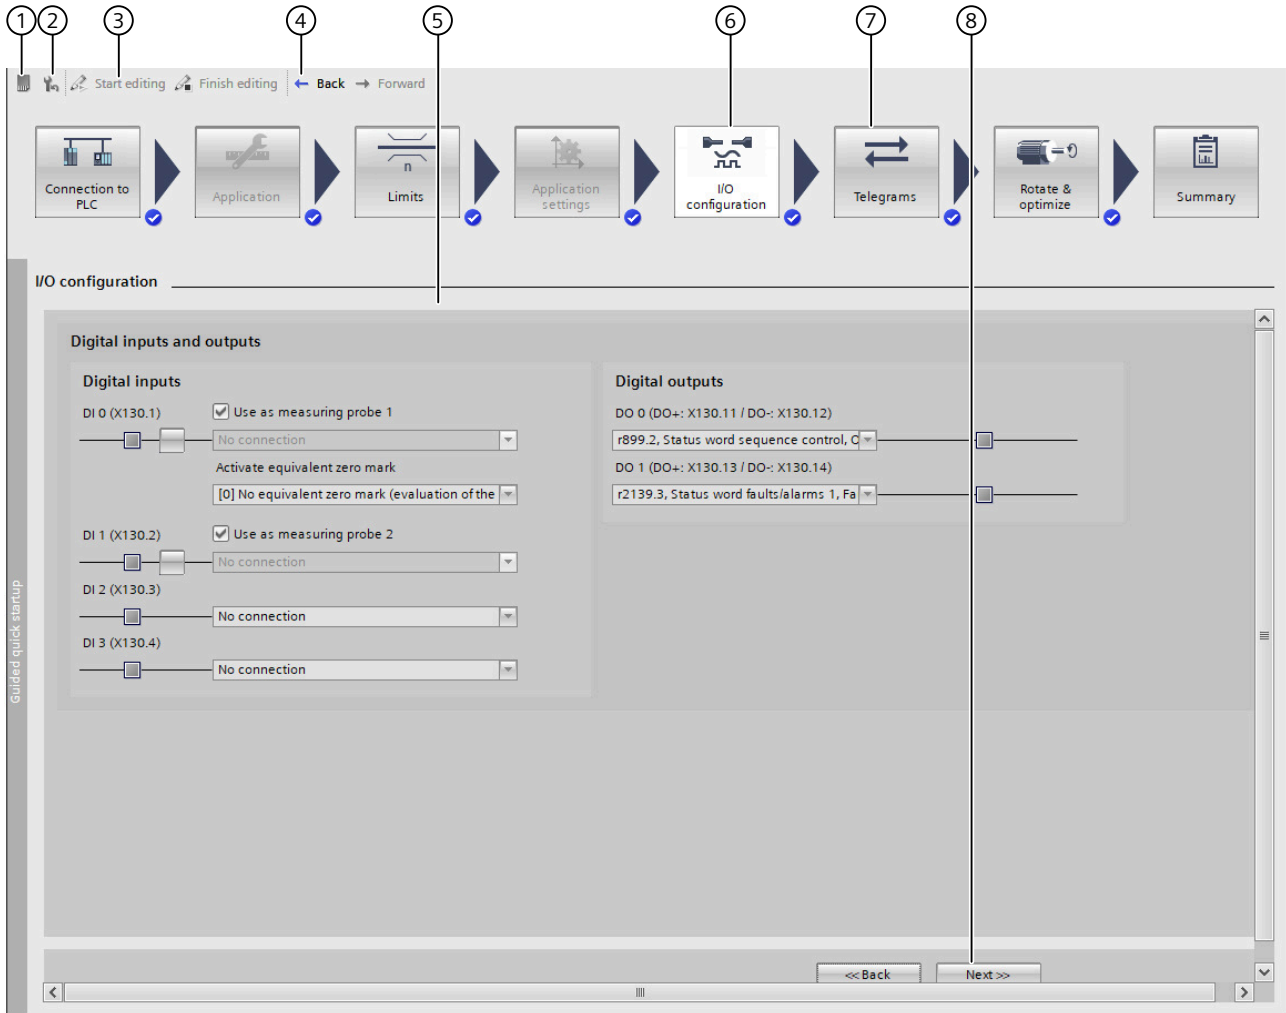 1 2 3 4 5 6 7 8
Start editing Finish editing Back Forward
Connection to
PLC
Application
n
Limits
Application
settings
I/O
configuration
Telegrams
Rotate &
optimize
Summary
I/O configuration
Digital inputs and outputs
Digital inputs
DI 0 (X130.1)
Use as measuring probe 1
No connection
Activate equivalent zero mark
[0] No equivalent zero mark (evaluation of the
DI 1 (X130.2)
Use as measuring probe 2
No connection
DI 2 (X130.3)
No connection
DI 3 (X130.4)
No connection
Digital outputs
DO 0 (DO+: X130.11 / DO-: X130.12)
r899.2, Status word sequence control, O
DO 1 (DO+: X130.13 / DO-: X130.14)
r2139.3, Status word faults/alarms 1, Fa
Guided quick startup
<<Back
Next>>